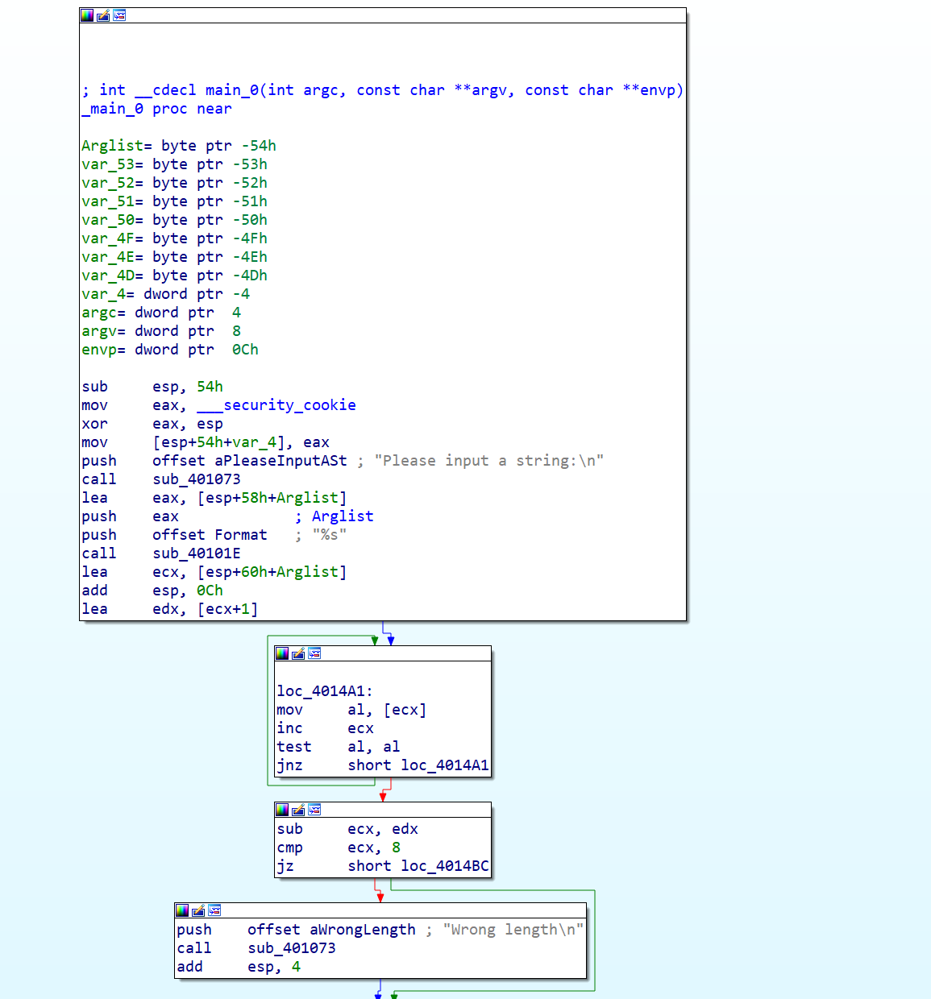 ; int __cdecl main_0(int argc, const char **argv, const char **envp)
_main_0 proc near
Arglist= byte ptr -54h
var_53= byte ptr -53h
var_52= byte ptr -52h
var_51= byte ptr -51h
var_50= byte ptr -50h
var_4F= byte ptr -4Fh
var_4E= byte ptr -4Eh
var_4D= byte ptr -4Dh
var_4= dword ptr -4
argc= dword ptr  4
argv= dword ptr  8
envp= dword ptr  0Ch
sub     esp, 54h
mov     eax, ___security_cookie
xor     eax, esp
mov     [esp+54h+var_4], eax
push    offset aPleaseInputASt ; "Please input a string:\n"
call    sub_401073
lea     eax, [esp+58h+Arglist]
push    eax             ; Arglist
push    offset Format   ; "%s"
call    sub_40101E
lea     ecx, [esp+60h+Arglist]
add     esp, 0Ch
lea     edx, [ecx+1]
loc_4014A1:
mov     al, [ecx]
inc     ecx
test    al, al
jnz     short loc_4014A1
sub     ecx, edx
cmp     ecx, 8
jz      short loc_4014BC
push    offset aWrongLength ; "Wrong length\n"
call    sub_401073
add     esp, 4